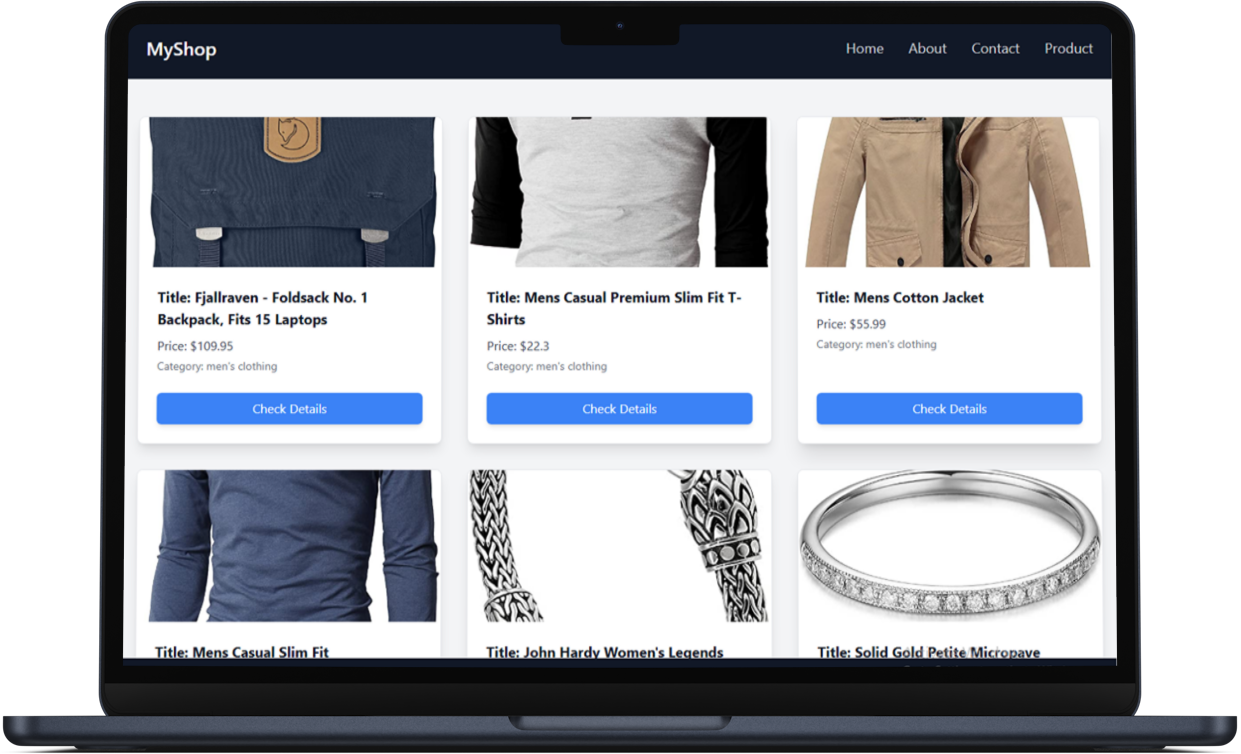 MyShop
Home About Contact Product
Title: Fjallraven - Foldsack No. 1
Backpack, Fits 15 Laptops
Price: $109.95
Category: men's clothing
Check Details
Title: Mens Casual Premium Slim Fit T-
Shirts
Price: $22.3
Category: men's clothing
Check Details
Title: Mens Cotton Jacket
Price: $55.99
Category: men's clothing
Check Details
Title: Mens Casual Slim Fit
Title: John Hardy Women's Legends
Title: Solid Gold Petite Micropave